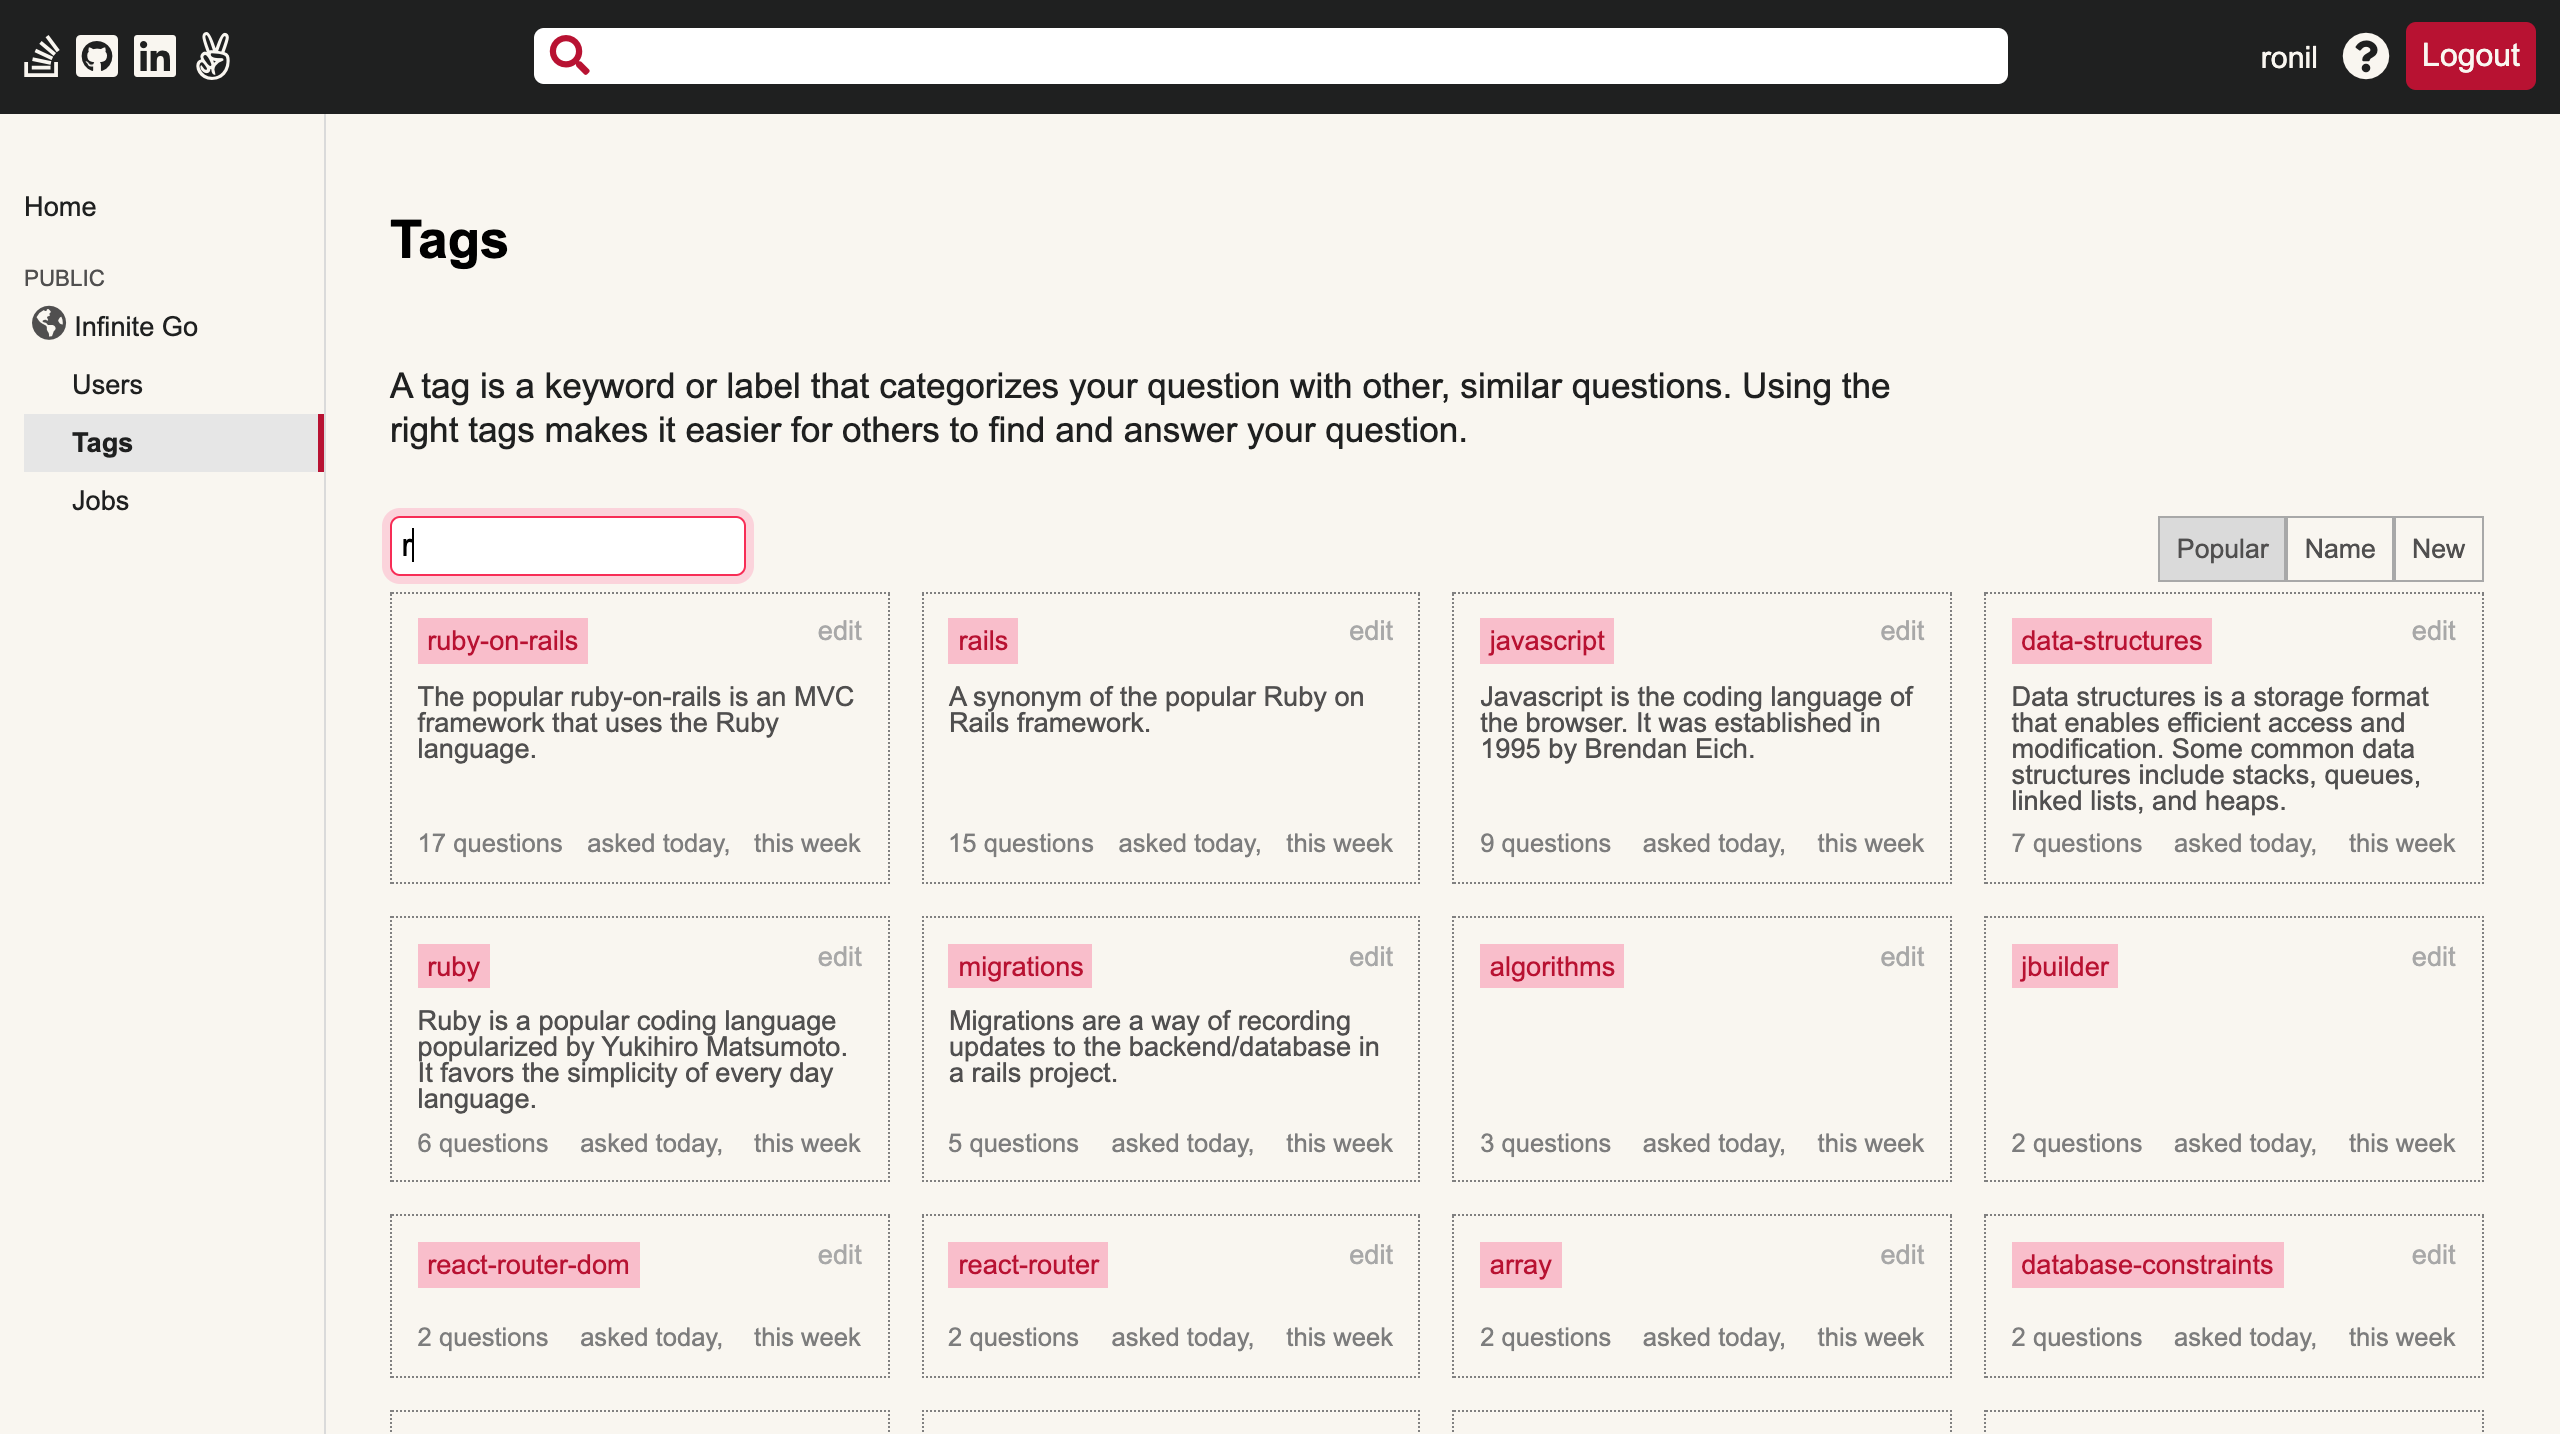 in
ronil
?
Logout
Home
PUBLIC
Infinite Go
Users
Tags
Jobs
Tags
A tag is a keyword or label that categorizes your question with other, similar questions. Using the
right tags makes it easier for others to find and answer your question.
r
Popular
Name
New
ruby-on-rails
edit
The popular ruby-on-rails is an MVC
framework that uses the Ruby
language.
17 questions asked today, this week
rails
edit
A synonym of the popular Ruby on
Rails framework.
15 questions asked today, this week
javascript
edit
Javascript is the coding language of
the browser. It was established in
1995 by Brendan Eich.
9 questions asked today, this week
data-structures
edit
Data structures is a storage format
that enables efficient access and
modification. Some common data
structures include stacks, queues,
linked lists, and heaps.
7 questions asked today, this week
ruby
edit
Ruby is a popular coding language
popularized by Yukihiro Matsumoto.
It favors the simplicity of every day
language.
6 questions asked today, this week
migrations
edit
Migrations are a way of recording
updates to the backend/database in
a rails project.
5 questions asked today, this week
algorithms
edit
3 questions asked today, this week
jbuilder
edit
2 questions asked today, this week
react-router-dom
edit
2 questions asked today, this week
react-router
edit
2 questions asked today, this week
array
edit
2 questions asked today, this week
database-constraints
edit
2 questions asked today, this week